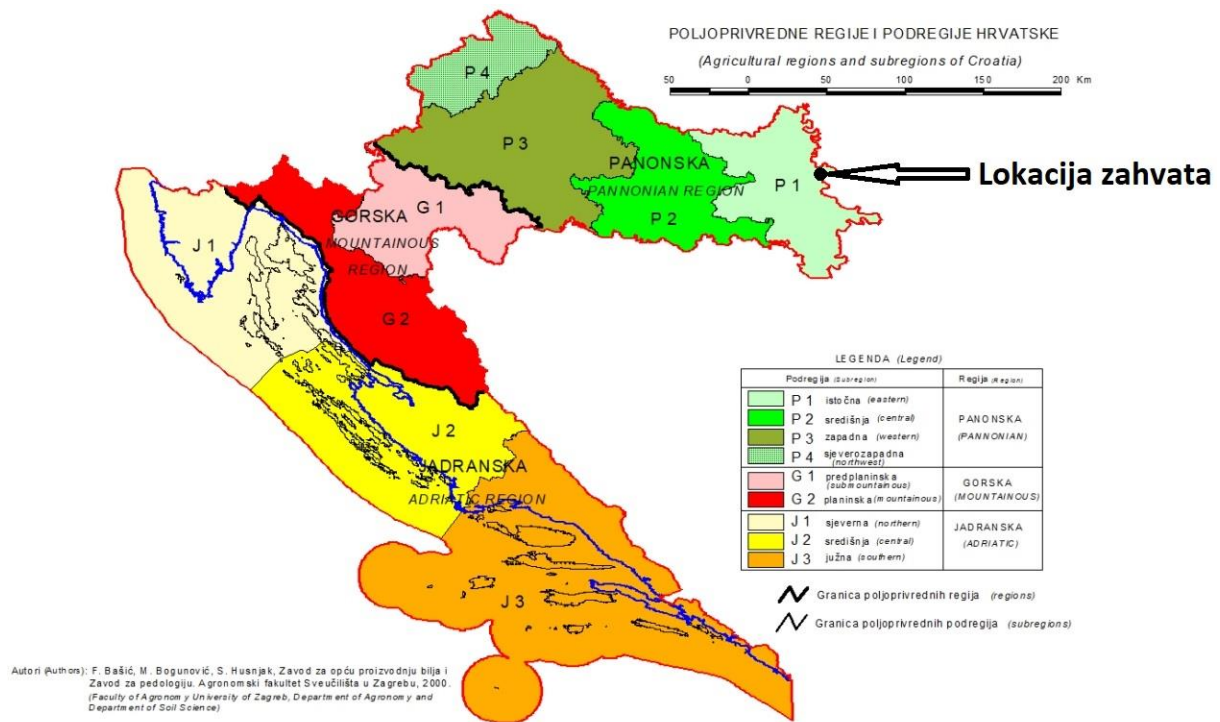 POLJOPRIVREDNE REGIJE I PODREGIJE HRVATSKE
(Agricultural regions and subregions of Croatia)
50 0 50 100 150 200 Km
P 4
P 3
PANONSKA
PANNONIAN REGION
P 1
P 2
Lokacija zahvata
G 1
GORSKA
MOUNTAINOUS
REGION
J 1
G 2
J 2
JADRANSKA
ADRIATIC REGION
J 3
LEGENDA (Legend)
Podregija (Subregion) Regija (Region)
P 1 istočna (eastern)
P 2 središnja (central)
P 3 zapadna (western)
P 4 sjeverozapadna (northwest)
PANONSKA
(PANNONIAN)
G 1 predplaninska (submountainous)
G 2 planinska (mountainous)
GORSKA
(MOUNTAINOUS)
J 1 sjeverna (northern)
J 2 središnja (central)
J 3 južna (southern)
JADRANSKA
(ADRIATIC)
Granica poljoprivrednih regija (regions)
Granica poljoprivrednih podregija (subregions)
Autori (Authors): F. Bašić, M. Bogunović, S. Husnjak, Zavod za opću proizvodnju bilja i
Zavod za pedologiju. Agronomski fakultet Sveučilišta u Zagrebu, 2000.
(Faculty of Agronomy University of Zagreb, Department of Agronomy and
Department of Soil Science)